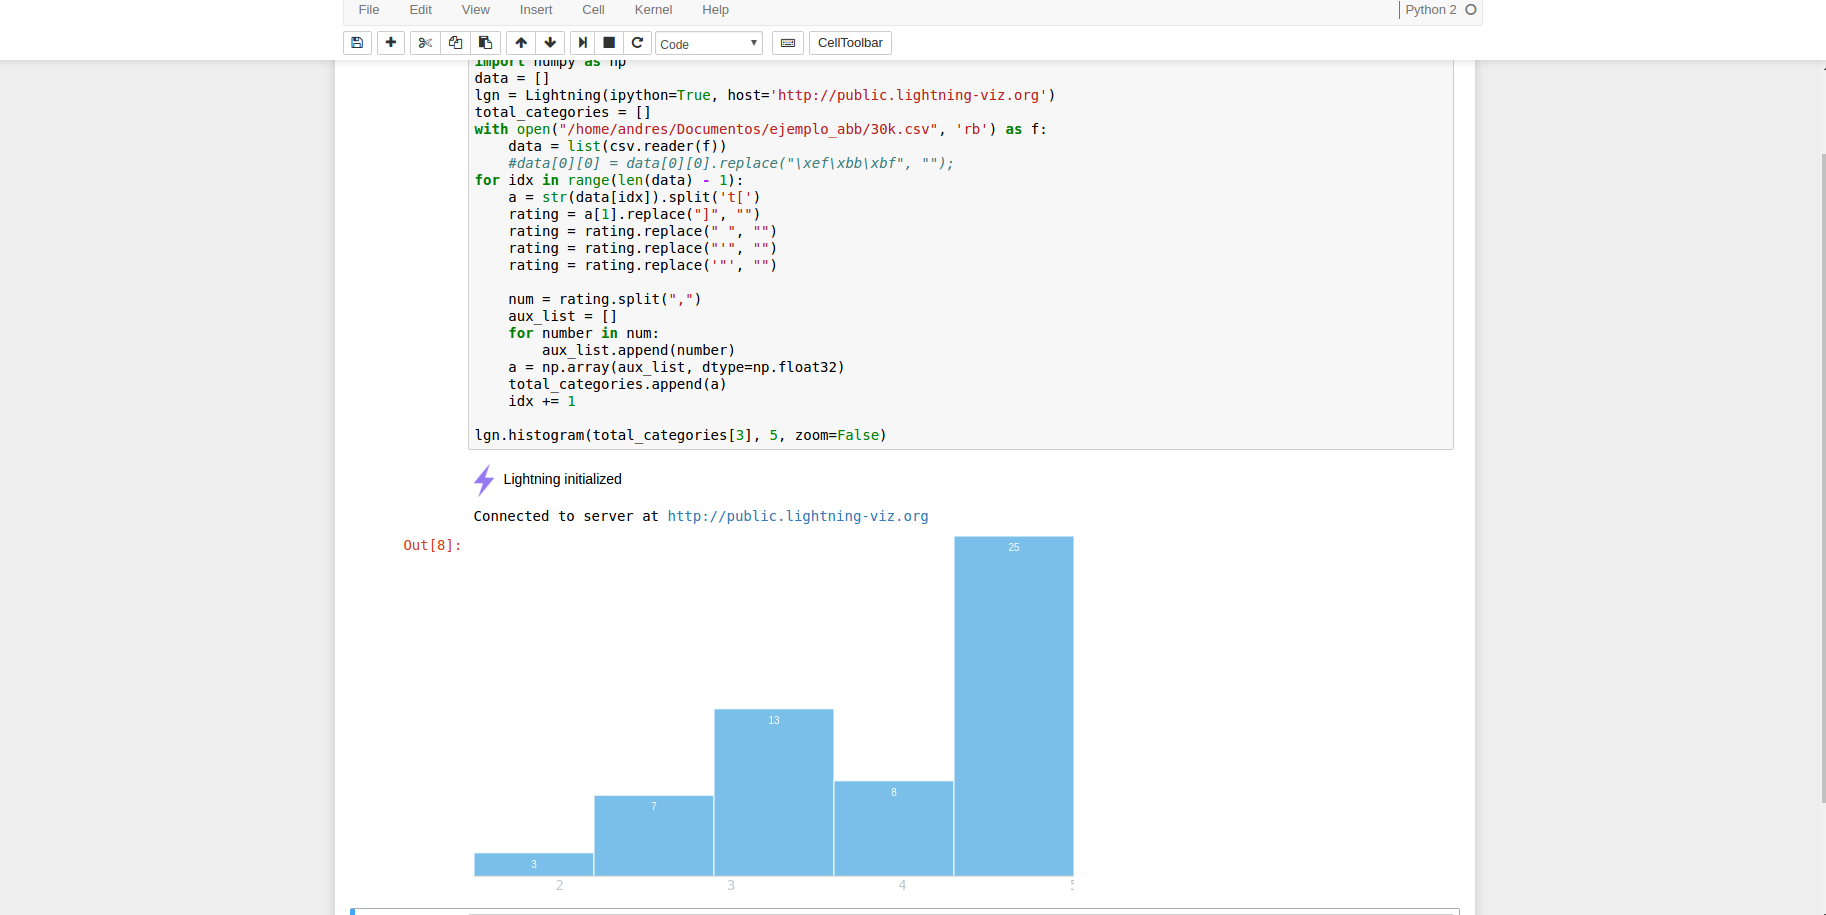 File Edit View Insert Cell Kernel Help Python 2
Code CellToolbar
import numpy as np
data = []
lgn = Lightning(ipython=True, host='http://public.lightning-viz.org')
total_categories = []
with open("/home/andres/Documentos/ejemplo_abb/30k.csv", 'rb') as f:
    data = list(csv.reader(f))
    #data[0][0] = data[0][0].replace("\xef\xbb\xbf", "");
for idx in range(len(data) - 1):
    a = str(data[idx]).split('t[')
    rating = a[1].replace("]", "")
    rating = rating.replace(" ", "")
    rating = rating.replace("'", "")
    rating = rating.replace('"', "")
    num = rating.split(",")
    aux_list = []
    for number in num:
        aux_list.append(number)
    a = np.array(aux_list, dtype=np.float32)
    total_categories.append(a)
    idx += 1
lgn.histogram(total_categories[3], 5, zoom=False)
Lightning initialized
Connected to server at http://public.lightning-viz.org
Out[8]:
25
13
8
7
3
2 3 4 5